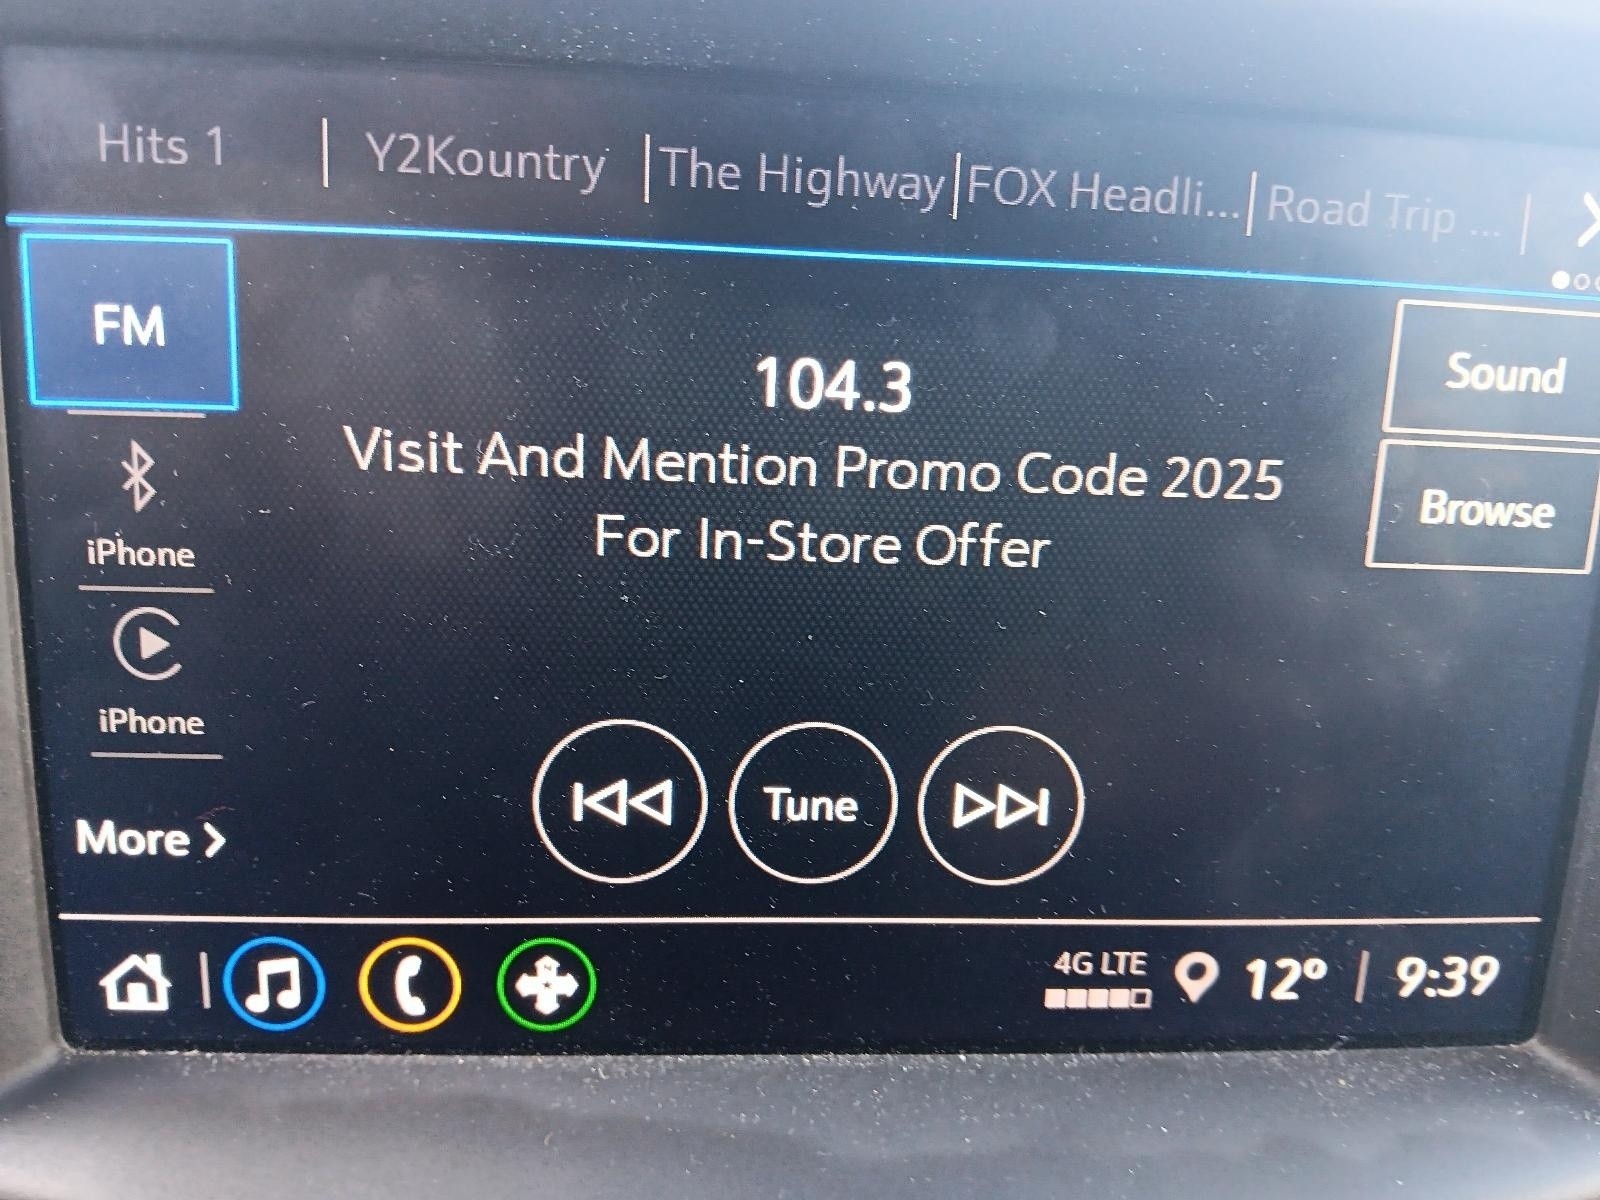 Hits 1 | Y2Kountry | The Highway | FOX Headli... | Road Trip ... |
FM
104.3
Sound
Visit And Mention Promo Code 2025
For In-Store Offer
Browse
iPhone
iPhone
Tune
More
4G LTE
12° | 9:39